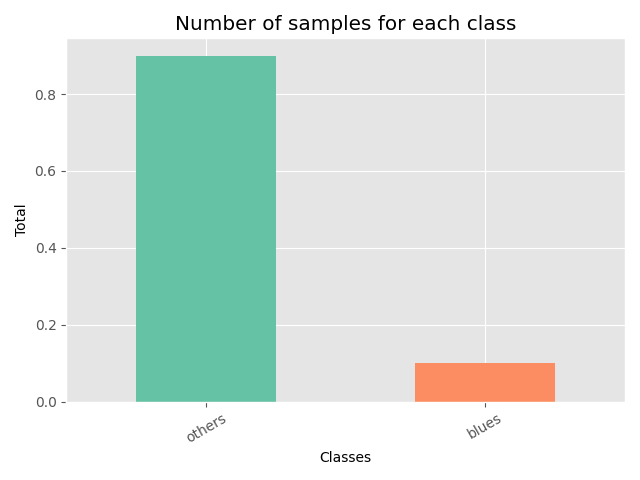 Number of samples for each class
Total
0.8
0.6
0.4
0.2
0.0
others
blues
Classes